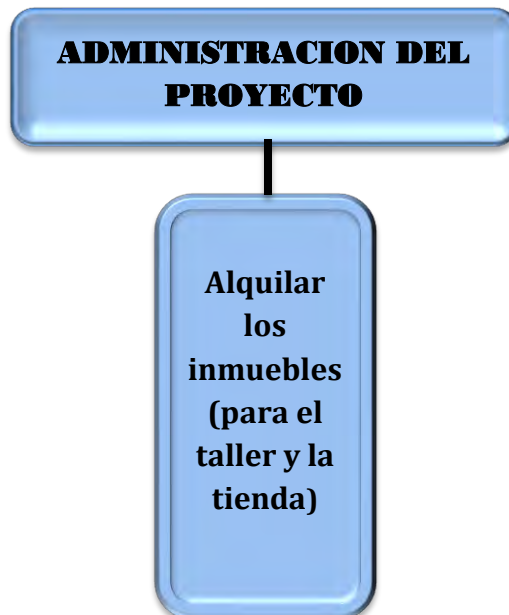 ADMINISTRACION DEL
PROYECTO
Alquilar
los
inmuebles
(para el
taller y la
tienda)